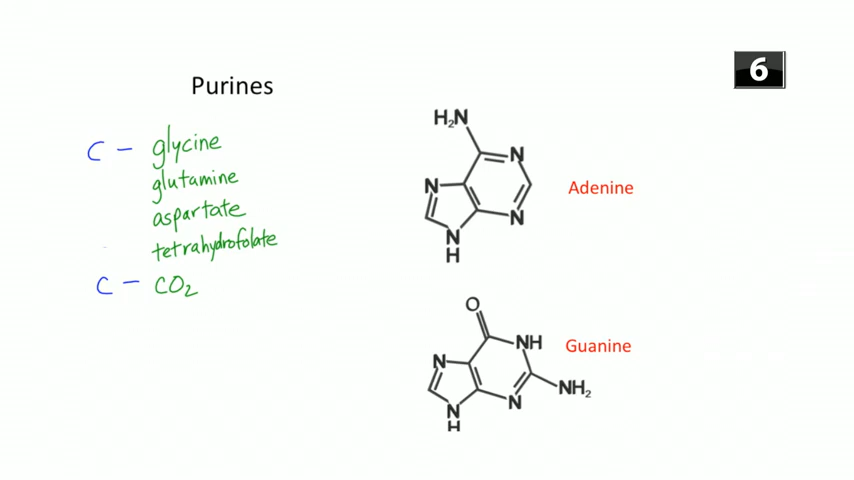 6
Purines
C – glycine
glutamine
aspartate
tetrahydrofolate
C – CO₂
H₂N
N
N
N
N
H
Adenine
O
NH
N
NH₂
N
N
H
Guanine